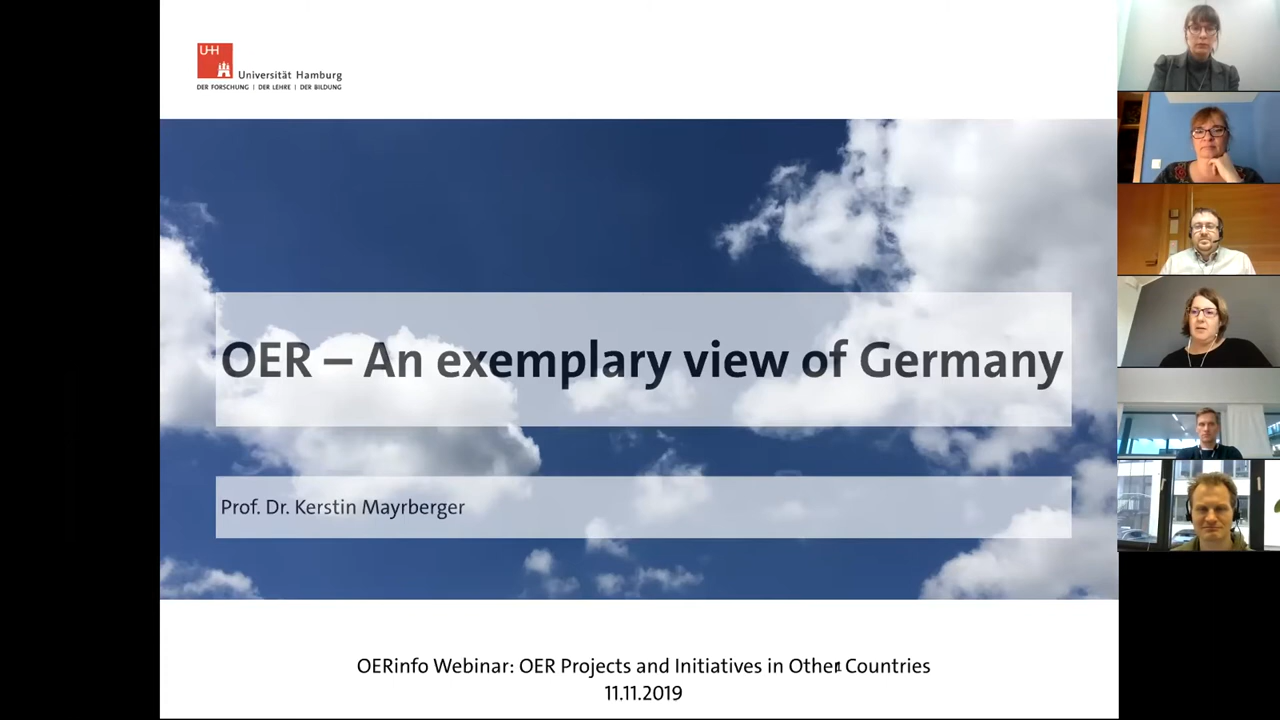 UHH
Universität Hamburg
DER FORSCHUNG | DER LEHRE | DER BILDUNG
OER – An exemplary view of Germany
Prof. Dr. Kerstin Mayrberger
OERinfo Webinar: OER Projects and Initiatives in Other Countries
11.11.2019